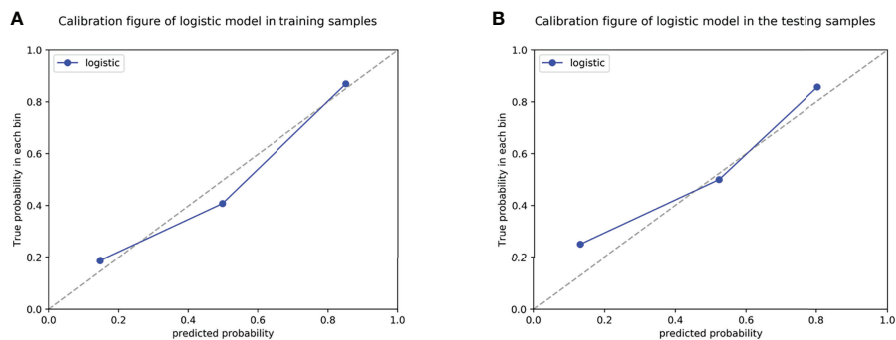 A
Calibration figure of logistic model in training samples
1.0
logistic
0.8
0.6
0.4
0.2
0.0
True probability in each bin
0.0 0.2 0.4 0.6 0.8 1.0
predicted probability
B
Calibration figure of logistic model in the testing samples
1.0
logistic
0.8
0.6
0.4
0.2
0.0
True probability in each bin
0.0 0.2 0.4 0.6 0.8 1.0
predicted probability